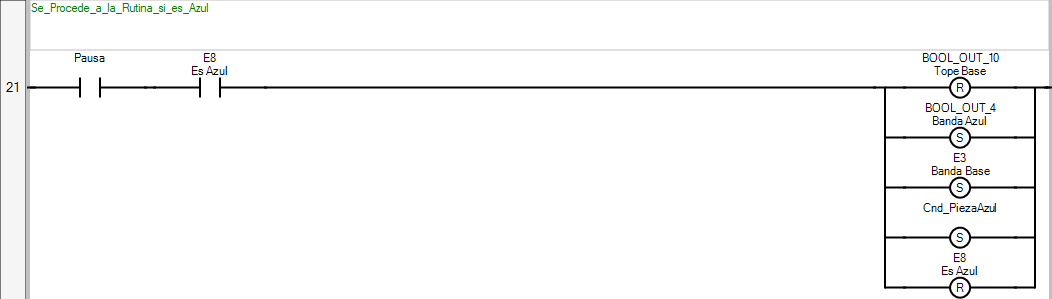 Se_Procede_a_la_Rutina_si_es_Azul
Pausa
E8
Es Azul
21
BOOL_OUT_10
Tope Base
R
BOOL_OUT_4
Banda Azul
S
E3
Banda Base
S
Cnd_PiezaAzul
S
E8
Es Azul
R